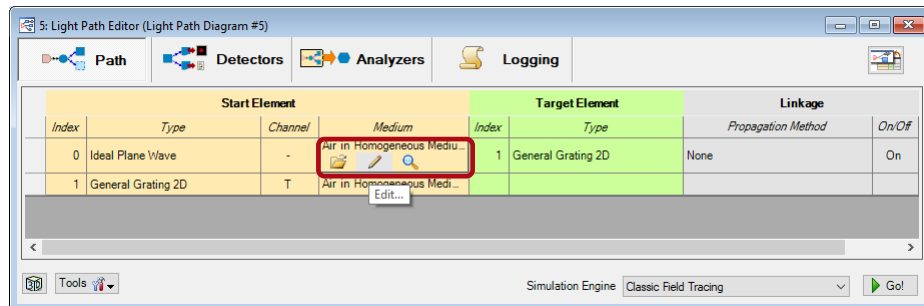 5: Light Path Editor (Light Path Diagram #5)
Path Detectors Analyzers Logging
Start Element Target Element Linkage
Index Type Channel Medium Index Type Propagation Method On/Off
0 Ideal Plane Wave - Air in Homogeneous Mediu... 1 General Grating 2D None On
1 General Grating 2D T Air in Homogeneous Medi...
Edit...
3D Tools Simulation Engine Classic Field Tracing Go!